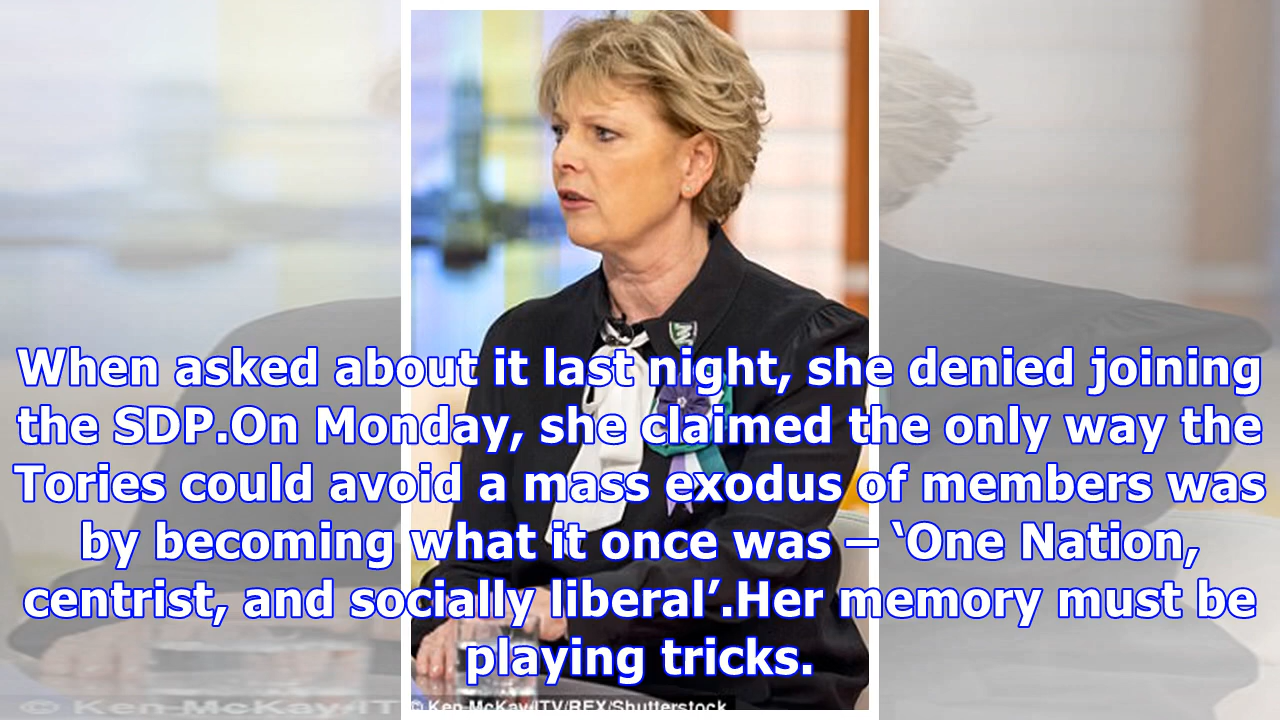 When asked about it last night, she denied joining
the SDP.On Monday, she claimed the only way the
Tories could avoid a mass exodus of members was
by becoming what it once was – ‘One Nation,
centrist, and socially liberal’.Her memory must be
playing tricks.
© Ken McKay/ITV/REX/Shutterstock
© Ken McKay/IT